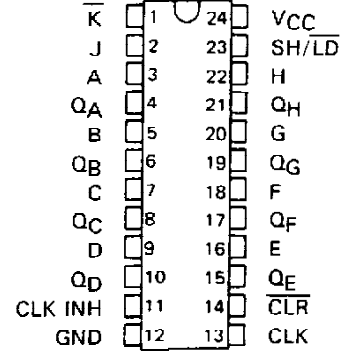 K̅ 1 24 VCC
J 2 23 SH/L̅D̅
A 3 22 H
QA 4 21 QH
B 5 20 G
QB 6 19 QG
C 7 18 F
QC 8 17 QF
D 9 16 E
QD 10 15 QE
CLK INH 11 14 C̅L̅R̅
GND 12 13 CLK